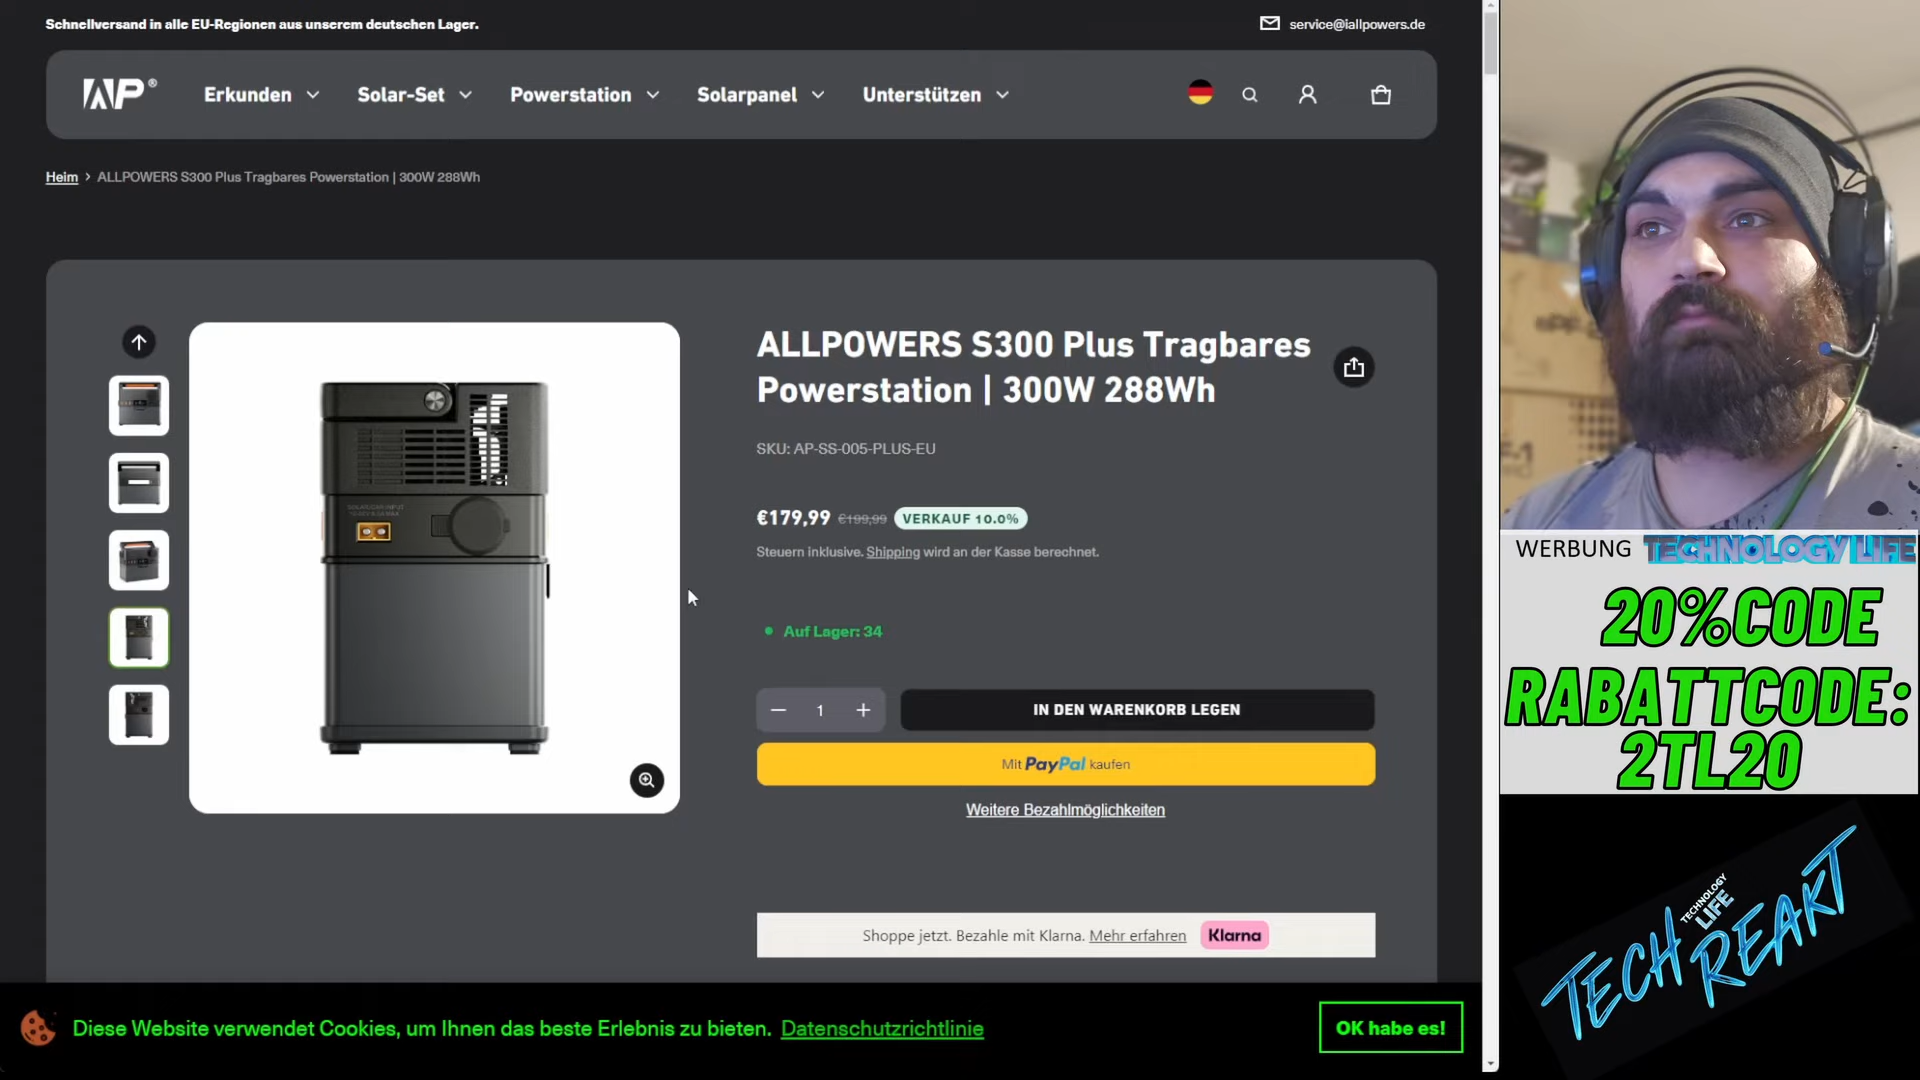 Schnellversand in alle EU-Regionen aus unserem deutschen Lager.
service@iallpowers.de
AP®
Erkunden
Solar-Set
Powerstation
Solarpanel
Unterstützen
Heim > ALLPOWERS S300 Plus Tragbares Powerstation | 300W 288Wh
ALLPOWERS S300 Plus Tragbares
Powerstation | 300W 288Wh
SKU: AP-SS-005-PLUS-EU
€179,99 €199,99 VERKAUF 10.0%
Steuern inklusive. Shipping wird an der Kasse berechnet.
Auf Lager: 34
− 1 +
IN DEN WARENKORB LEGEN
Mit PayPal kaufen
Weitere Bezahlmöglichkeiten
Shoppe jetzt. Bezahle mit Klarna. Mehr erfahren Klarna
Diese Website verwendet Cookies, um Ihnen das beste Erlebnis zu bieten. Datenschutzrichtlinie
OK habe es!
WERBUNG TECHNOLOGY LIFE
20%CODE
RABATTCODE:
2TL20
TECHNOLOGY
LIFE
TECH
REAKT